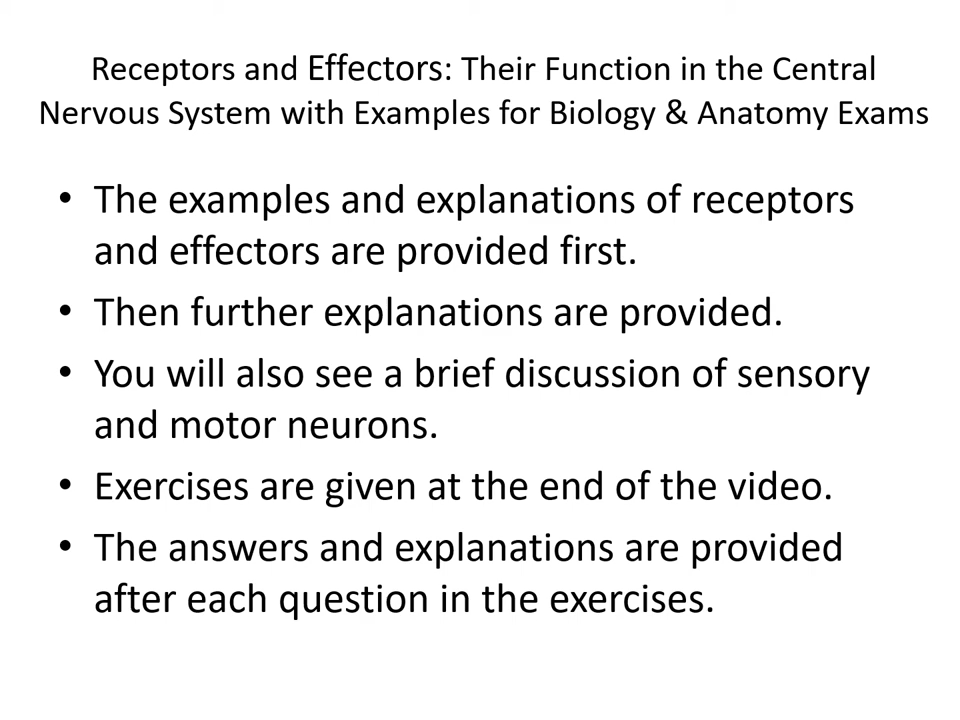 Receptors and Effectors: Their Function in the Central
Nervous System with Examples for Biology & Anatomy Exams
• The examples and explanations of receptors
and effectors are provided first.
• Then further explanations are provided.
• You will also see a brief discussion of sensory
and motor neurons.
• Exercises are given at the end of the video.
• The answers and explanations are provided
after each question in the exercises.